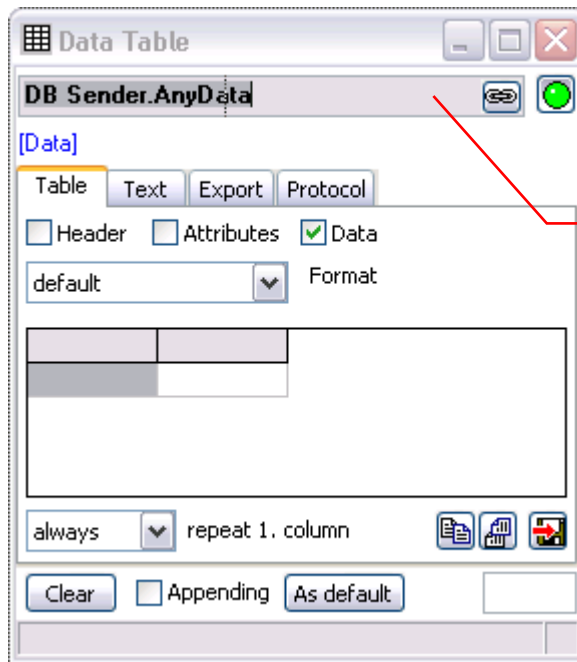 Data Table
DB Sender.AnyData
[Data]
Table Text Export Protocol
Header Attributes Data
default Format
always repeat 1. column
Clear Appending As default